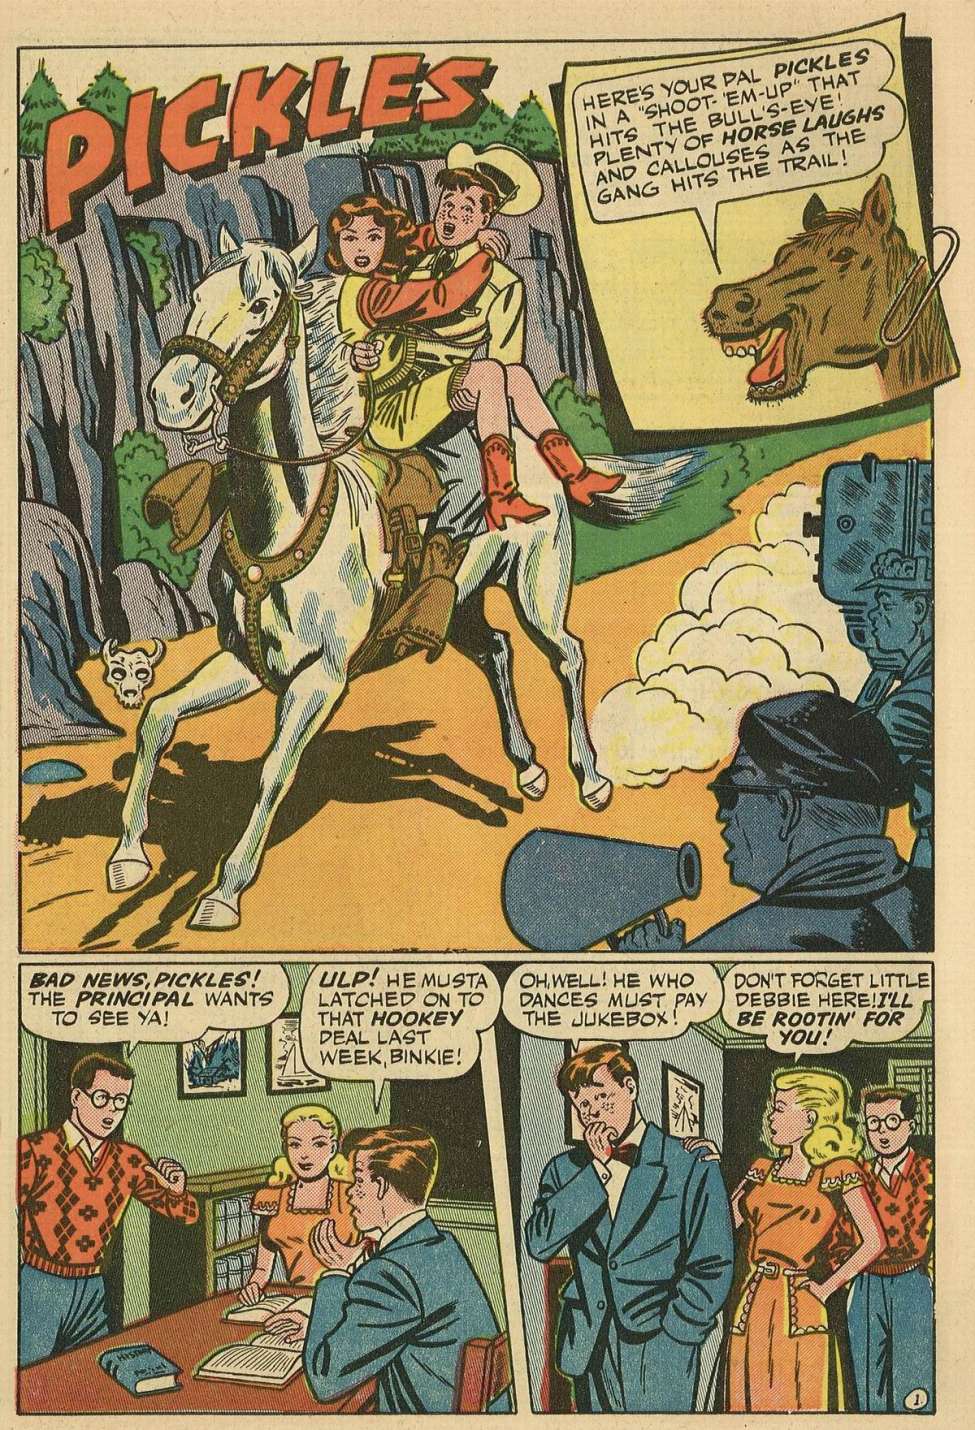 PICKLES
HERE'S YOUR PAL PICKLES
IN A "SHOOT-'EM-UP" THAT
HITS THE BULL'S-EYE!
PLENTY OF HORSE LAUGHS
AND CALLOUSES AS THE
GANG HITS THE TRAIL!
BAD NEWS, PICKLES!
THE PRINCIPAL WANTS
TO SEE YA!
ULP! HE MUSTA
LATCHED ON TO
THAT HOOKEY
DEAL LAST
WEEK, BINKIE!
HISTORY
OH, WELL! HE WHO
DANCES MUST PAY
THE JUKEBOX!
DON'T FORGET LITTLE
DEBBIE HERE! I'LL
BE ROOTIN' FOR
YOU!
1